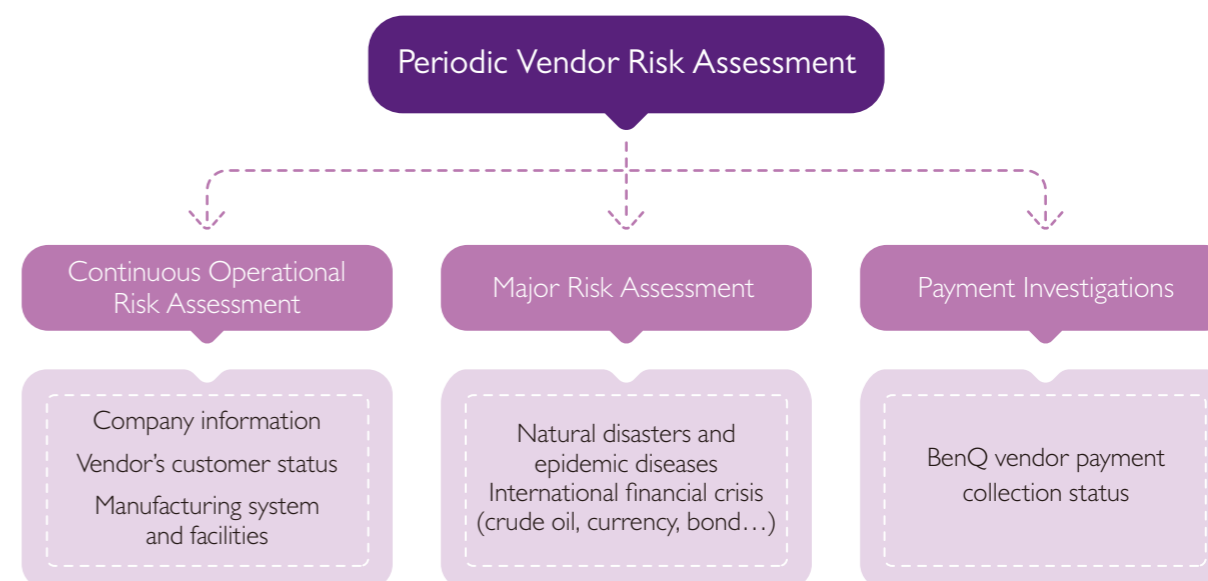 Periodic Vendor Risk Assessment
Continuous Operational
Risk Assessment
Company information
Vendor’s customer status
Manufacturing system
and facilities
Major Risk Assessment
Natural disasters and
epidemic diseases
International financial crisis
(crude oil, currency, bond…)
Payment Investigations
BenQ vendor payment
collection status